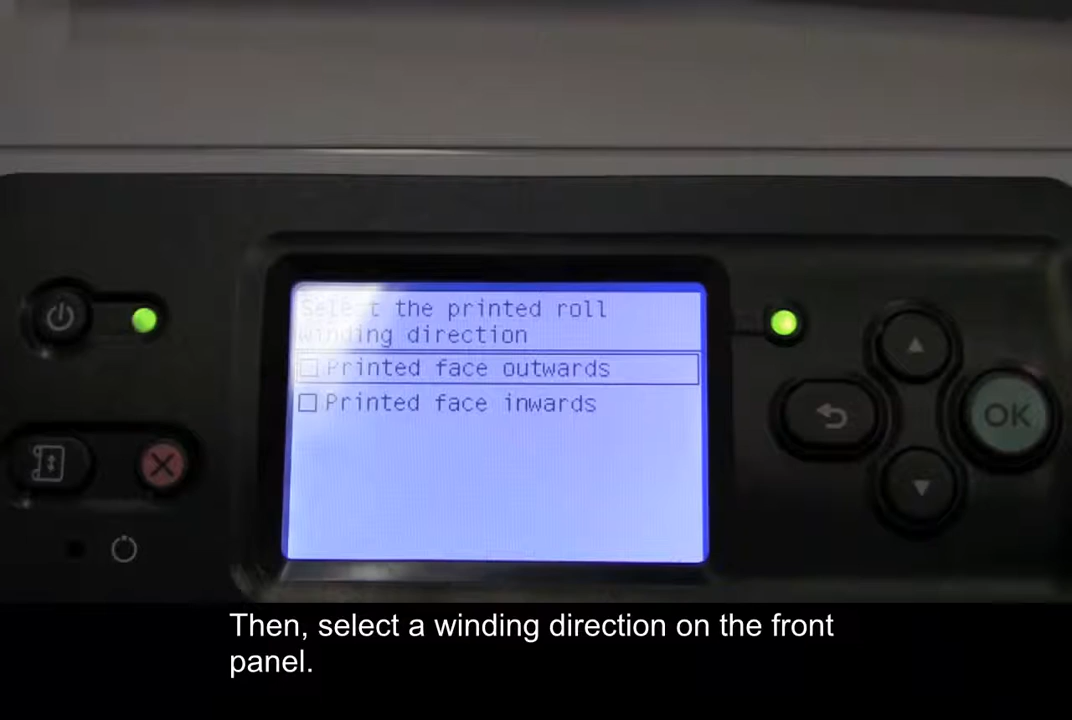 Select the printed roll
winding direction
Printed face outwards
Printed face inwards
OK
Then, select a winding direction on the front
panel.